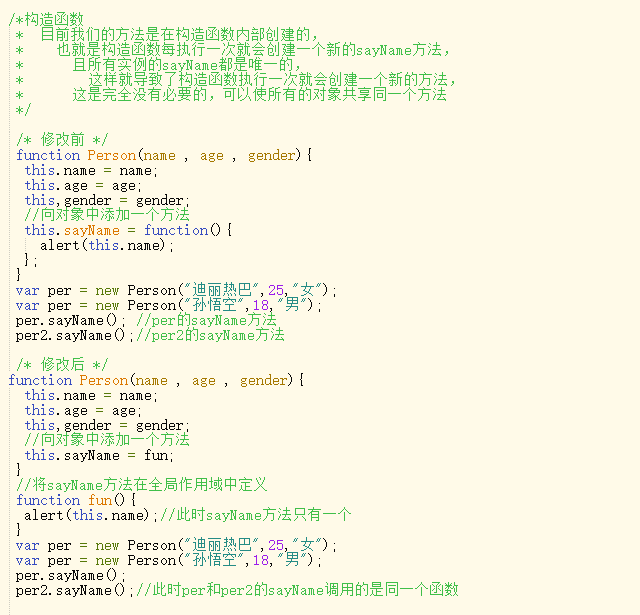 /*构造函数
 *  目前我们的方法是在构造函数内部创建的，
 *    也就是构造函数每执行一次就会创建一个新的sayName方法，
 *      且所有实例的sayName都是唯一的，
 *        这样就导致了构造函数执行一次就会创建一个新的方法，
 *      这是完全没有必要的，可以使所有的对象共享同一个方法
 */
 /* 修改前 */
 function Person(name , age , gender){
  this.name = name;
  this.age = age;
  this,gender = gender;
  //向对象中添加一个方法
  this.sayName = function(){
    alert(this.name);
  };
 }
 var per = new Person("迪丽热巴",25,"女");
 var per = new Person("孙悟空",18,"男");
 per.sayName(); //per的sayName方法
 per2.sayName();//per2的sayName方法
 /* 修改后 */
function Person(name , age , gender){
  this.name = name;
  this.age = age;
  this,gender = gender;
  //向对象中添加一个方法
  this.sayName = fun;
 }
 //将sayName方法在全局作用域中定义
 function fun(){
  alert(this.name);//此时sayName方法只有一个
 }
 var per = new Person("迪丽热巴",25,"女");
 var per = new Person("孙悟空",18,"男");
 per.sayName();
 per2.sayName();//此时per和per2的sayName调用的是同一个函数